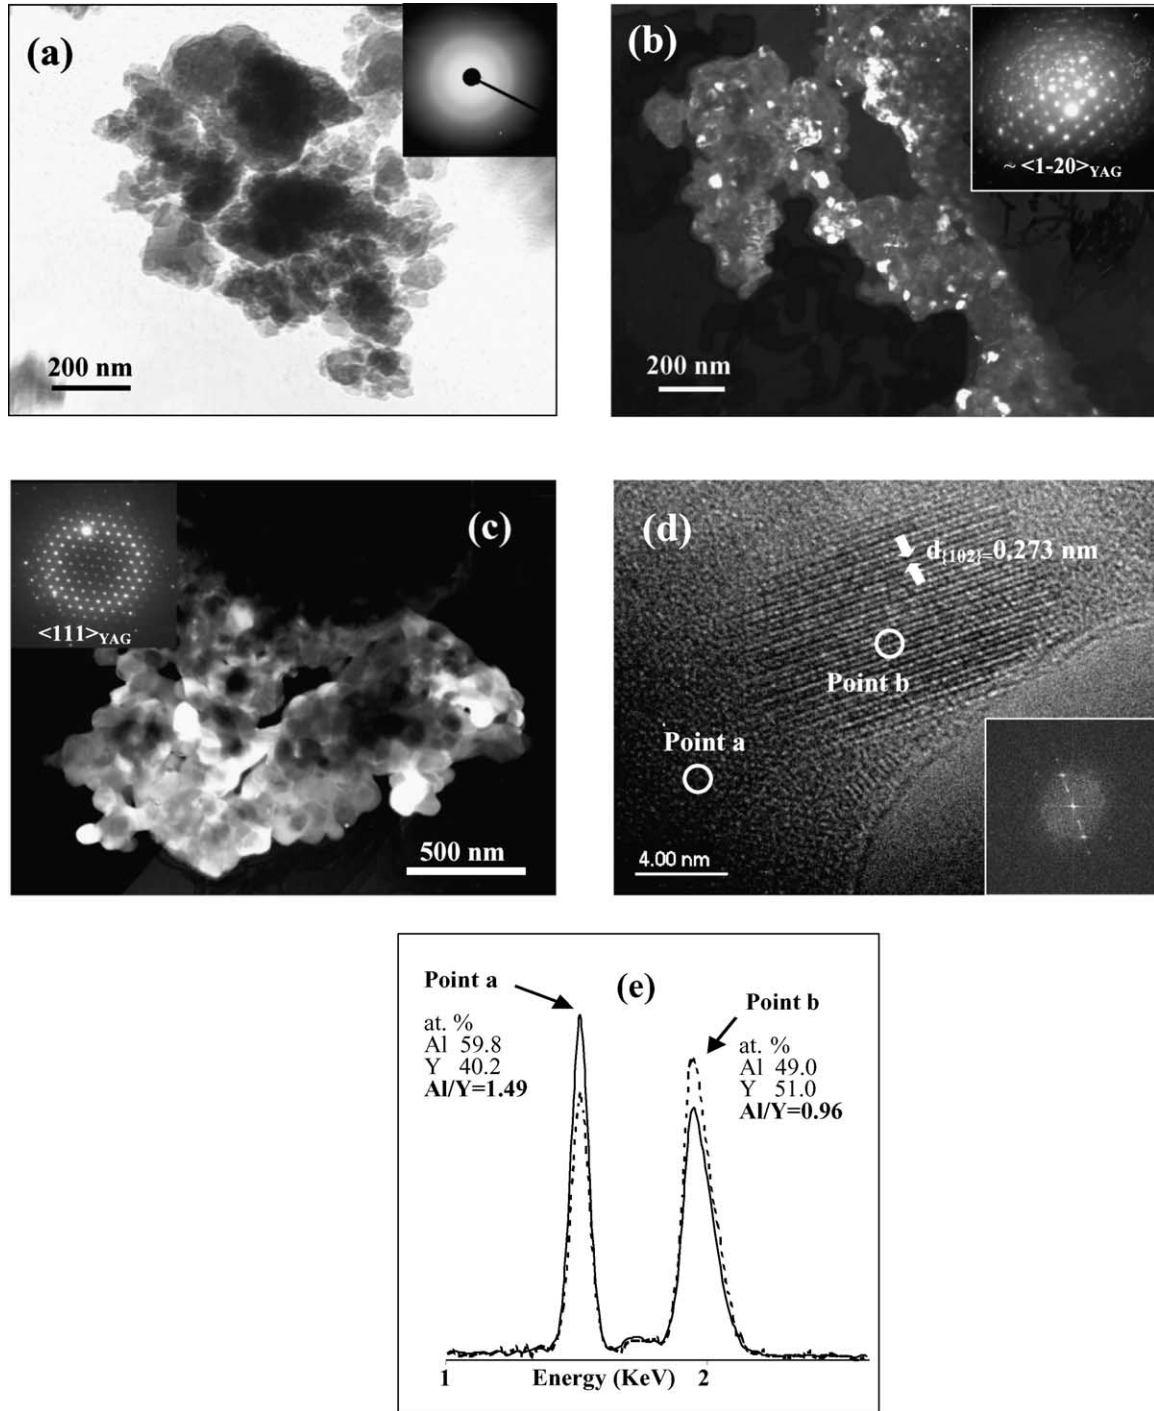 (a)
200 nm
(b)
~ <1-20>YAG
200 nm
(c)
<111>YAG
500 nm
(d)
d{102}=0,273 nm
Point b
Point a
4.00 nm
(e)
Point a
at. %
Al 59.8
Y 40.2
Al/Y=1.49
Point b
at. %
Al 49.0
Y 51.0
Al/Y=0.96
1 Energy (KeV) 2